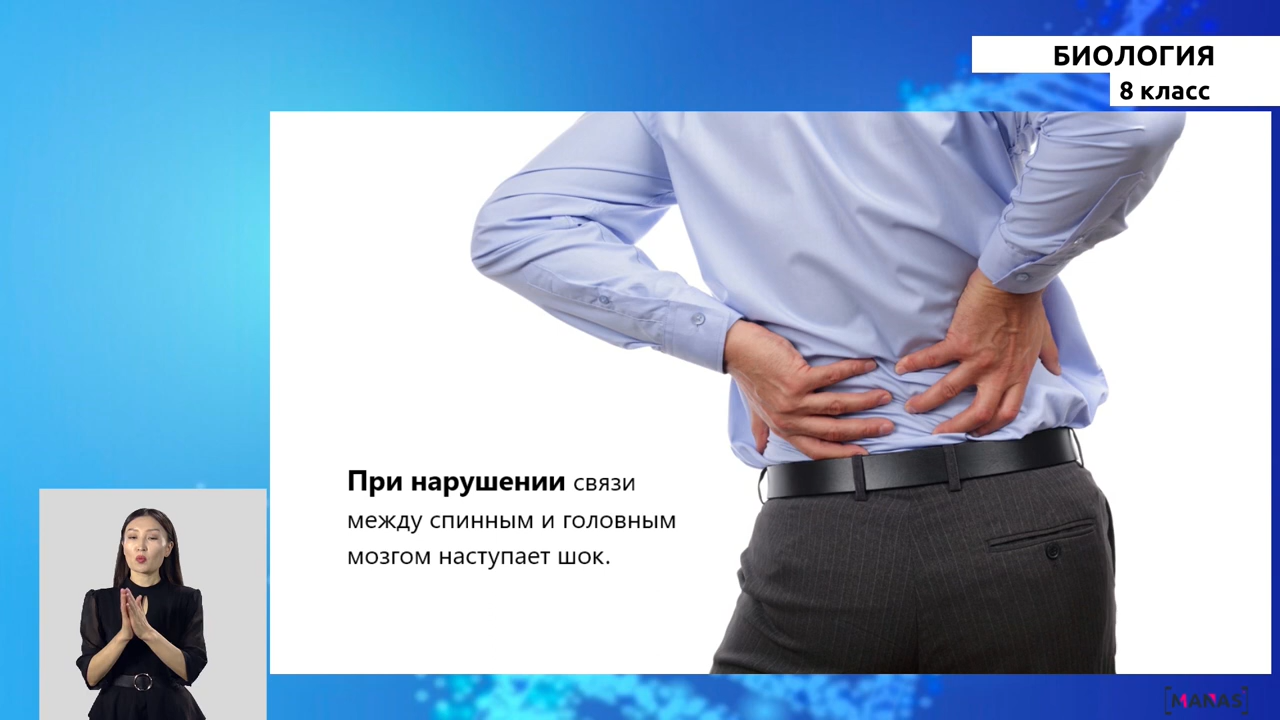 БИОЛОГИЯ
8 класс
При нарушении связи
между спинным и головным
мозгом наступает шок.
[MANAS]